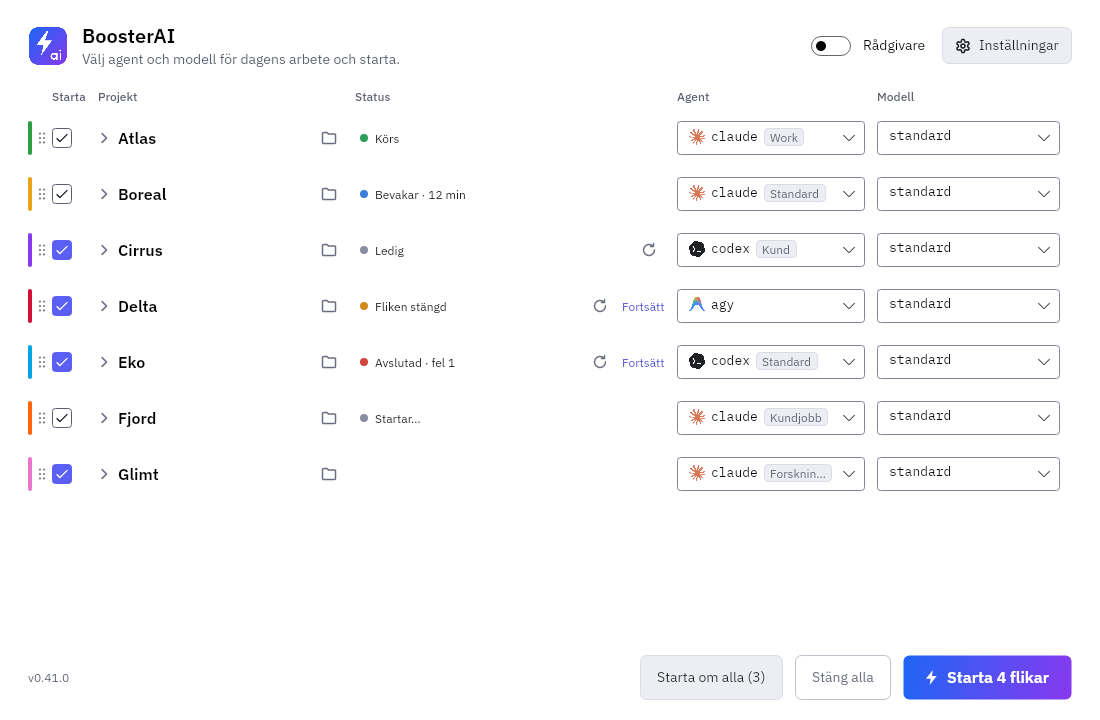 ai
BoosterAI
Välj agent och modell för dagens arbete och starta.
Rådgivare
Inställningar
Starta Projekt Status Agent Modell
Atlas Körs claude Work standard
Boreal Bevakar · 12 min claude Standard standard
Cirrus Ledig codex Kund standard
Delta Fliken stängd Fortsätt agy standard
Eko Avslutad · fel 1 Fortsätt codex Standard standard
Fjord Startar… claude Kundjobb standard
Glimt claude Forsknin… standard
v0.41.0 Starta om alla (3) Stäng alla Starta 4 flikar